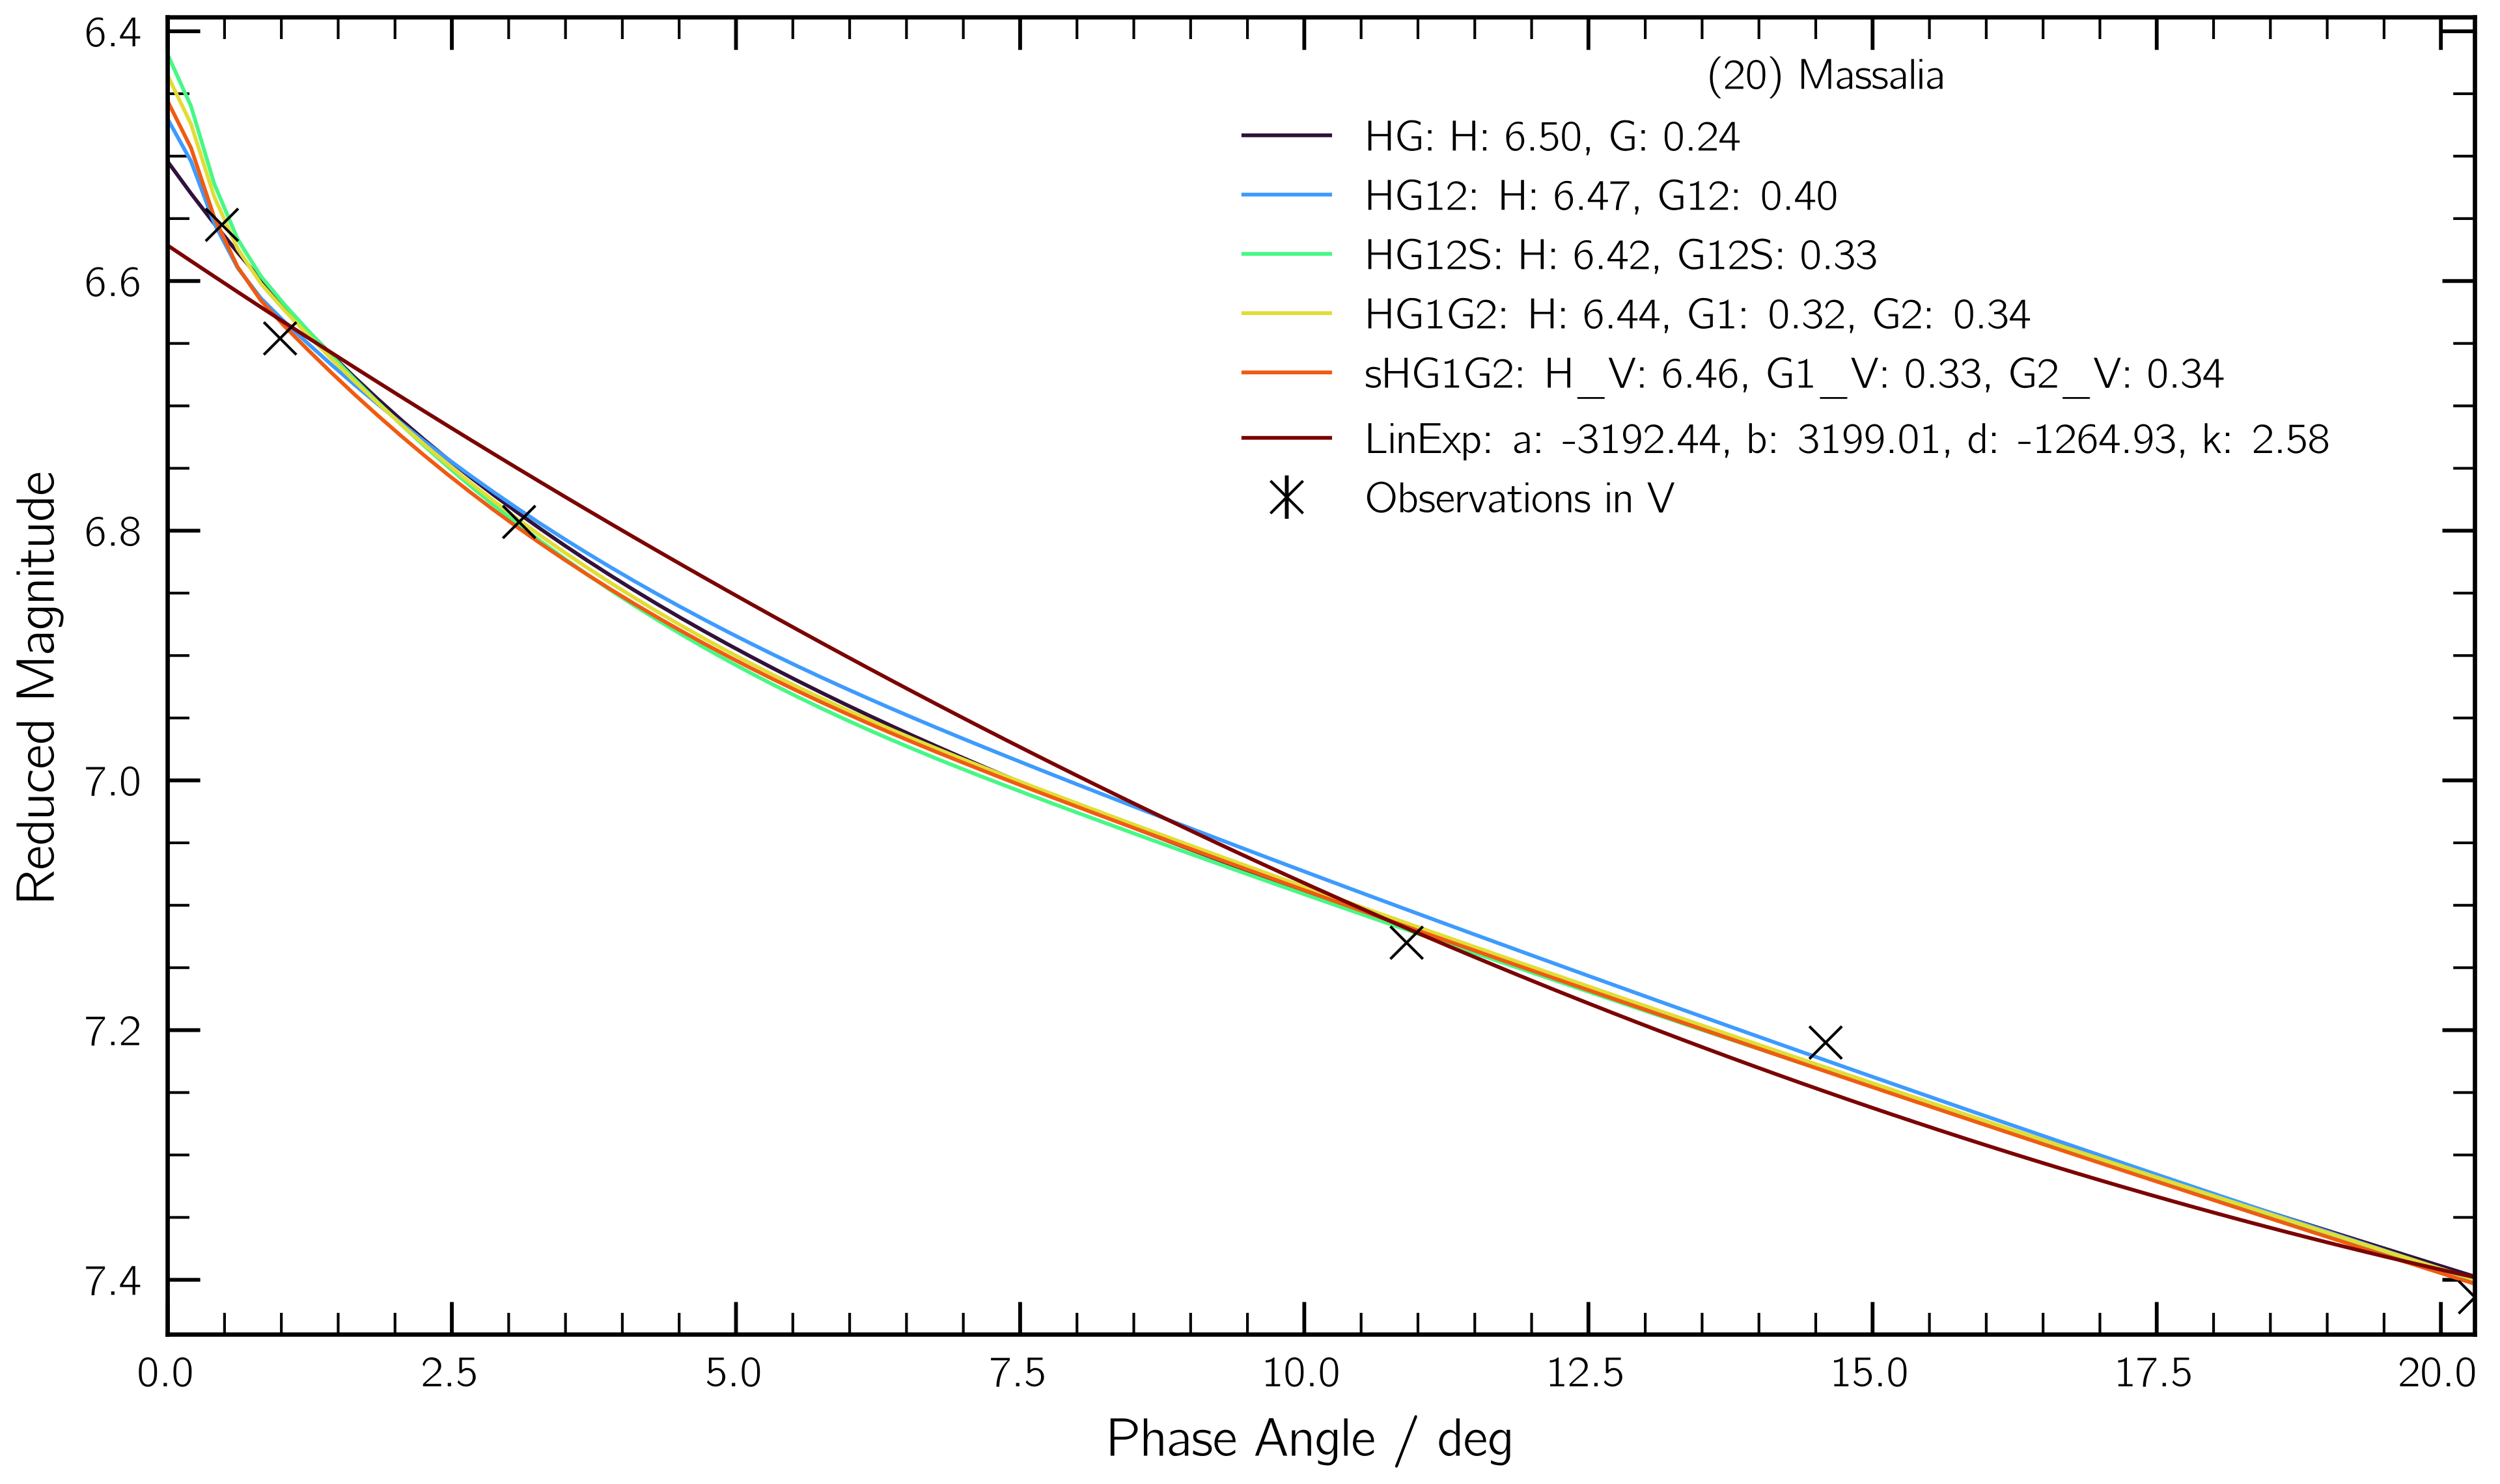 (20) Massalia
HG: H: 6.50, G: 0.24
HG12: H: 6.47, G12: 0.40
HG12S: H: 6.42, G12S: 0.33
HG1G2: H: 6.44, G1: 0.32, G2: 0.34
sHG1G2: H_V: 6.46, G1_V: 0.33, G2_V: 0.34
LinExp: a: -3192.44, b: 3199.01, d: -1264.93, k: 2.58
Observations in V
Reduced Magnitude
6.4
6.6
6.8
7.0
7.2
7.4
0.0 2.5 5.0 7.5 10.0 12.5 15.0 17.5 20.0
Phase Angle / deg